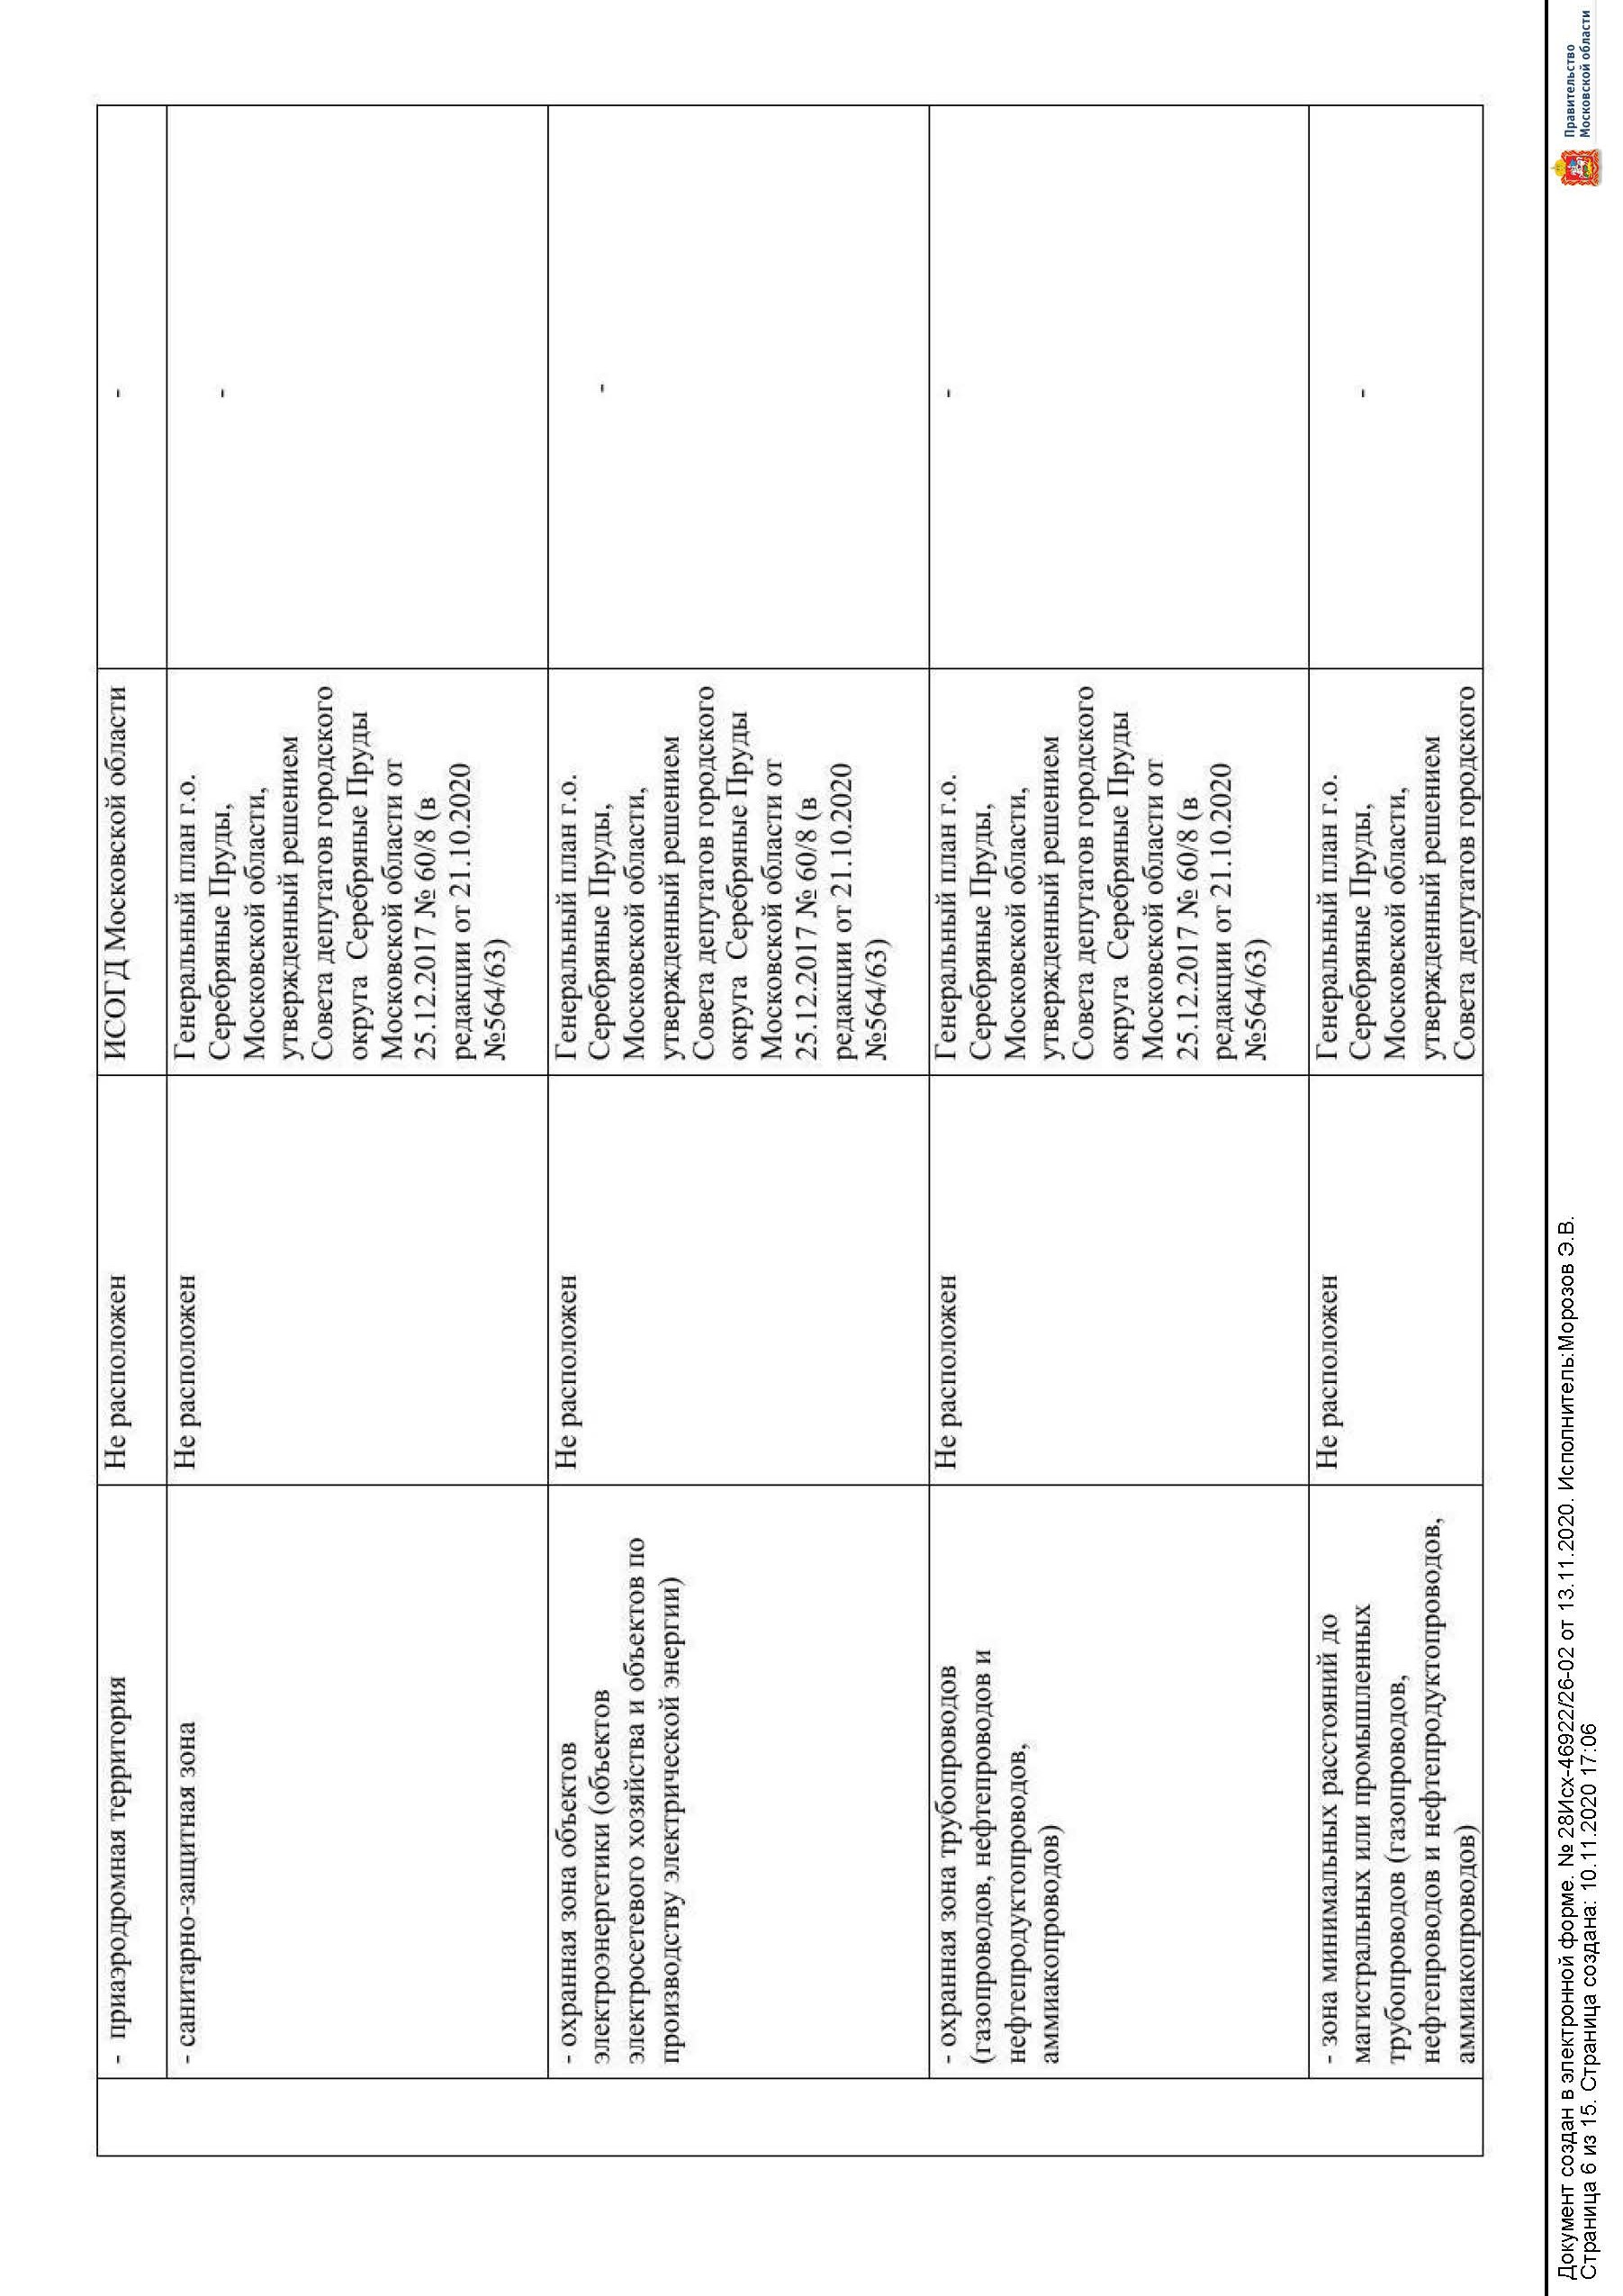 - приаэродромная территория
Не расположен
ИСОГД Московской области
-
- санитарно-защитная зона
Не расположен
Генеральный план г.о.
Серебряные Пруды,
Московской области,
утвержденный решением
Совета депутатов городского
округа Серебряные Пруды
Московской области от
25.12.2017 № 60/8 (в
редакции от 21.10.2020
№564/63)
-
- охранная зона объектов
электроэнергетики (объектов
электросетевого хозяйства и объектов по
производству электрической энергии)
Не расположен
Генеральный план г.о.
Серебряные Пруды,
Московской области,
утвержденный решением
Совета депутатов городского
округа Серебряные Пруды
Московской области от
25.12.2017 № 60/8 (в
редакции от 21.10.2020
№564/63)
-
- охранная зона трубопроводов
(газопроводов, нефтепроводов и
нефтепродуктопроводов,
аммиакопроводов)
Не расположен
Генеральный план г.о.
Серебряные Пруды,
Московской области,
утвержденный решением
Совета депутатов городского
округа Серебряные Пруды
Московской области от
25.12.2017 № 60/8 (в
редакции от 21.10.2020
№564/63)
-
- зона минимальных расстояний до
магистральных или промышленных
трубопроводов (газопроводов,
нефтепроводов и нефтепродуктопроводов,
аммиакопроводов)
Не расположен
Генеральный план г.о.
Серебряные Пруды,
Московской области,
утвержденный решением
Совета депутатов городского
-
Документ создан в электронной форме. № 28Исх-46922/26-02 от 13.11.2020. Исполнитель:Морозов Э.В.
Страница 6 из 15. Страница создана: 10.11.2020 17:06
Правительство
Московской области